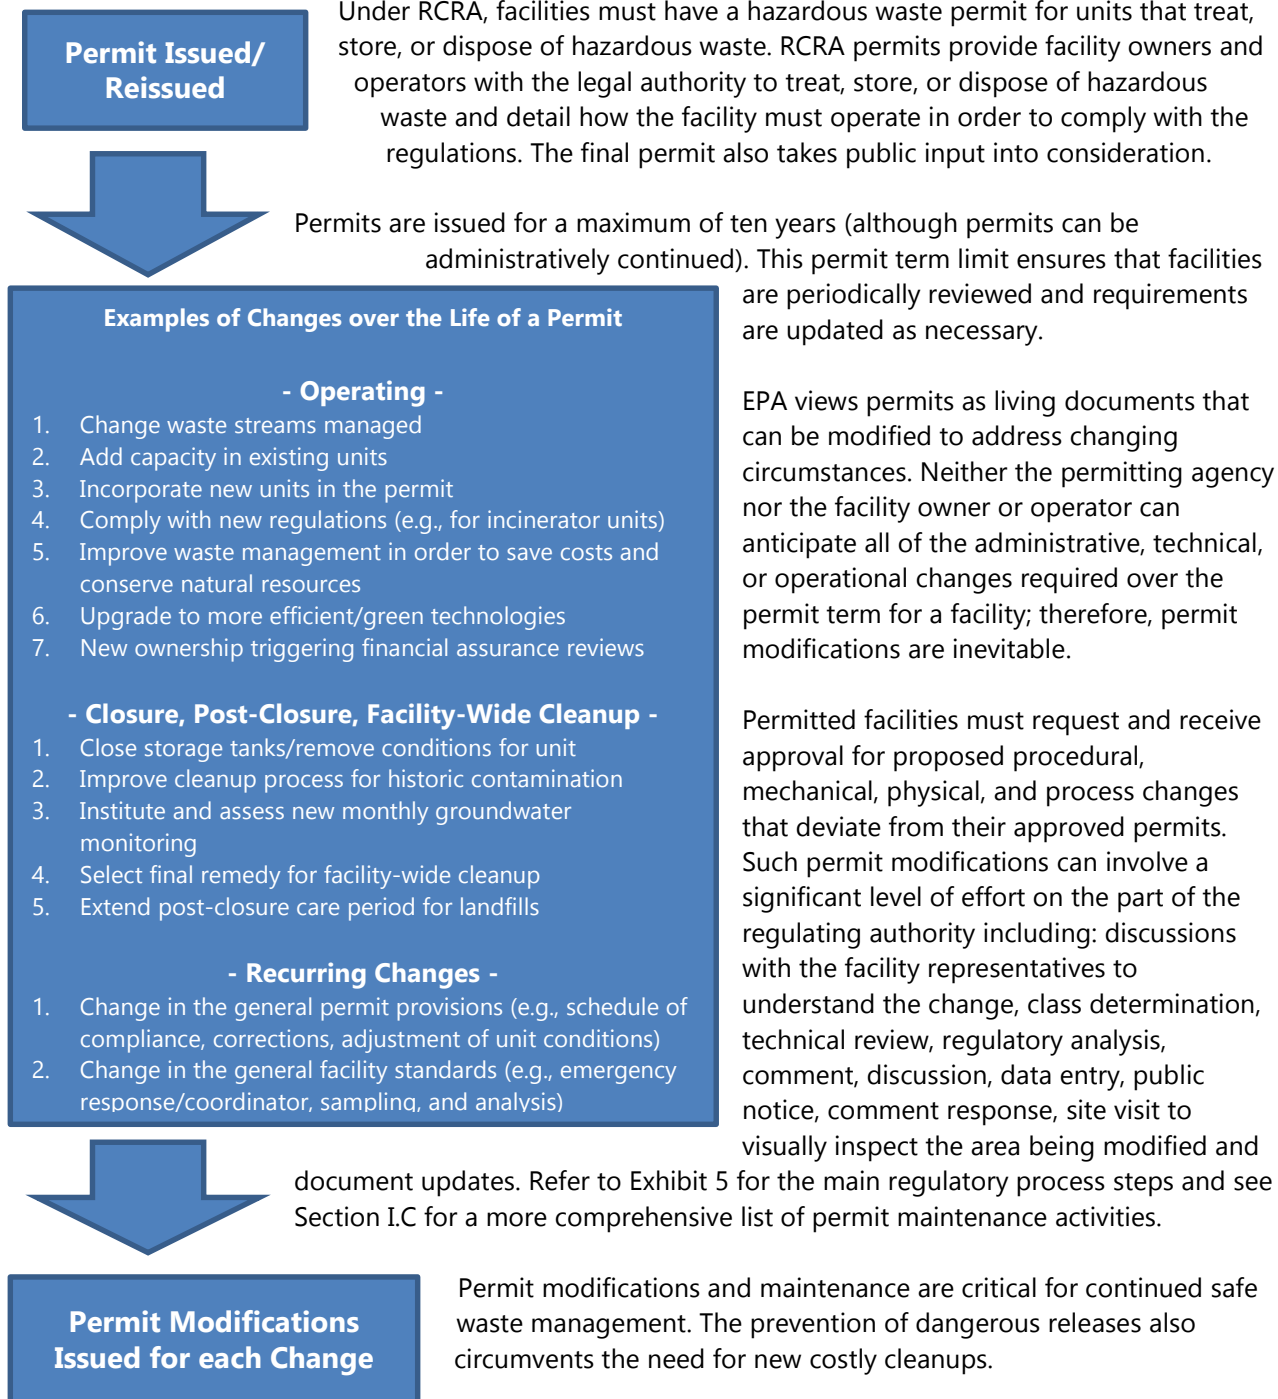 Permit Issued/
Reissued
Under RCRA, facilities must have a hazardous waste permit for units that treat,
store, or dispose of hazardous waste. RCRA permits provide facility owners and
operators with the legal authority to treat, store, or dispose of hazardous
waste and detail how the facility must operate in order to comply with the
regulations. The final permit also takes public input into consideration.
Permits are issued for a maximum of ten years (although permits can be
administratively continued). This permit term limit ensures that facilities
are periodically reviewed and requirements
are updated as necessary.
Examples of Changes over the Life of a Permit
- Operating -
1. Change waste streams managed
2. Add capacity in existing units
3. Incorporate new units in the permit
4. Comply with new regulations (e.g., for incinerator units)
5. Improve waste management in order to save costs and
conserve natural resources
6. Upgrade to more efficient/green technologies
7. New ownership triggering financial assurance reviews
- Closure, Post-Closure, Facility-Wide Cleanup -
1. Close storage tanks/remove conditions for unit
2. Improve cleanup process for historic contamination
3. Institute and assess new monthly groundwater
monitoring
4. Select final remedy for facility-wide cleanup
5. Extend post-closure care period for landfills
- Recurring Changes -
1. Change in the general permit provisions (e.g., schedule of
compliance, corrections, adjustment of unit conditions)
2. Change in the general facility standards (e.g., emergency
response/coordinator, sampling, and analysis)
EPA views permits as living documents that
can be modified to address changing
circumstances. Neither the permitting agency
nor the facility owner or operator can
anticipate all of the administrative, technical,
or operational changes required over the
permit term for a facility; therefore, permit
modifications are inevitable.
Permitted facilities must request and receive
approval for proposed procedural,
mechanical, physical, and process changes
that deviate from their approved permits.
Such permit modifications can involve a
significant level of effort on the part of the
regulating authority including: discussions
with the facility representatives to
understand the change, class determination,
technical review, regulatory analysis,
comment, discussion, data entry, public
notice, comment response, site visit to
visually inspect the area being modified and
document updates. Refer to Exhibit 5 for the main regulatory process steps and see
Section I.C for a more comprehensive list of permit maintenance activities.
Permit Modifications
Issued for each Change
Permit modifications and maintenance are critical for continued safe
waste management. The prevention of dangerous releases also
circumvents the need for new costly cleanups.